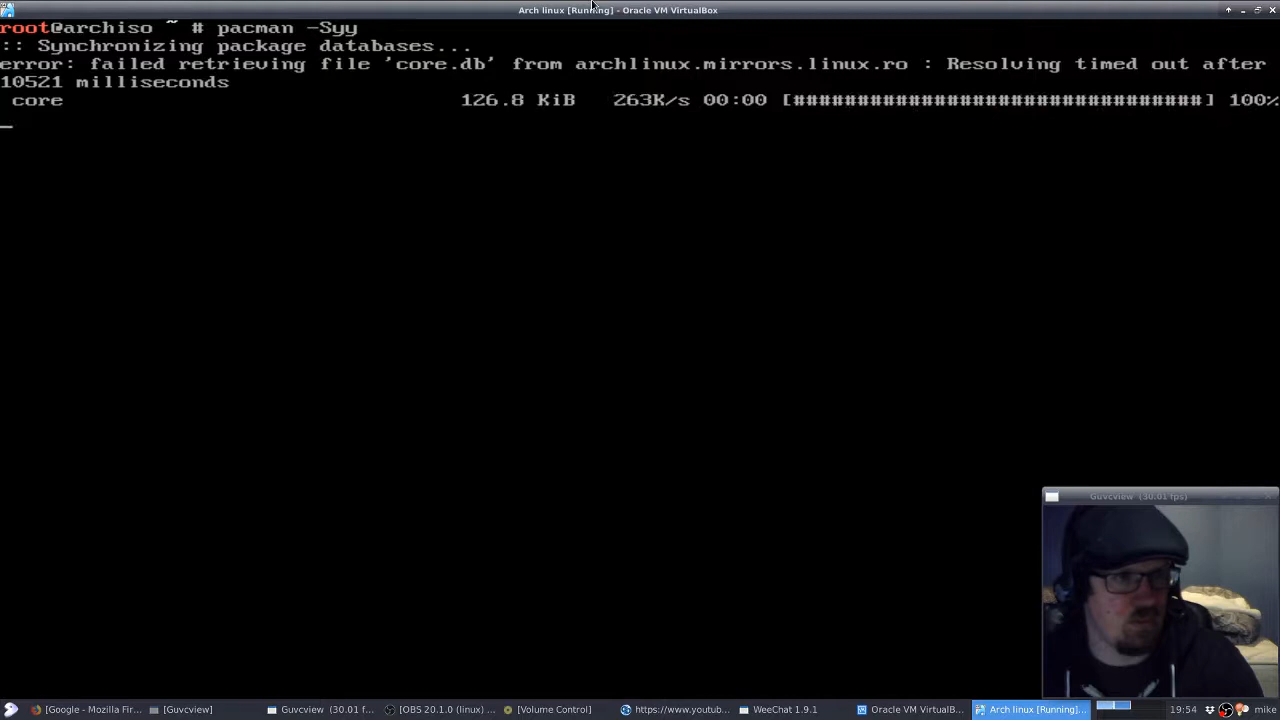 Arch linux [Running] - Oracle VM VirtualBox
root@archiso ~ # pacman -Syy
:: Synchronizing package databases...
error: failed retrieving file 'core.db' from archlinux.mirrors.linux.ro : Resolving timed out after
10521 milliseconds
core 126.8 KiB 263K/s 00:00 [################################] 100%
Guvcview (30.01 fps)
[Google - Mozilla Fir... [Guvcview] Guvcview (30.01 f... [OBS 20.1.0 (linux) ... [Volume Control] https://www.youtub... WeeChat 1.9.1 Oracle VM VirtualB... Arch linux [Running]... 19:54 mike